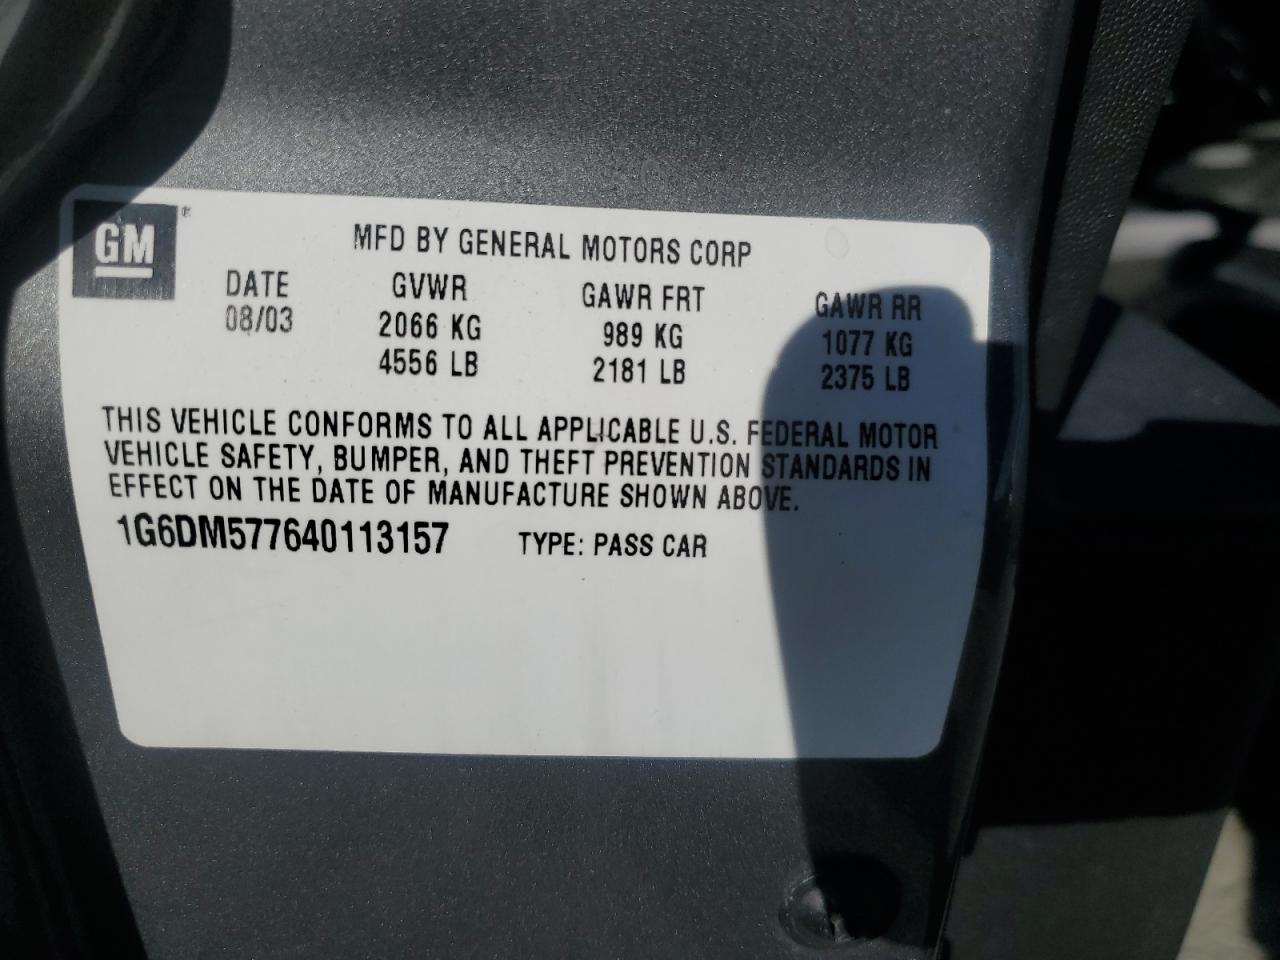 GM®
MFD BY GENERAL MOTORS CORP
DATE GVWR GAWR FRT GAWR RR
08/03 2066 KG 989 KG 1077 KG
4556 LB 2181 LB 2375 LB
THIS VEHICLE CONFORMS TO ALL APPLICABLE U.S. FEDERAL MOTOR
VEHICLE SAFETY, BUMPER, AND THEFT PREVENTION STANDARDS IN
EFFECT ON THE DATE OF MANUFACTURE SHOWN ABOVE.
1G6DM577640113157 TYPE: PASS CAR